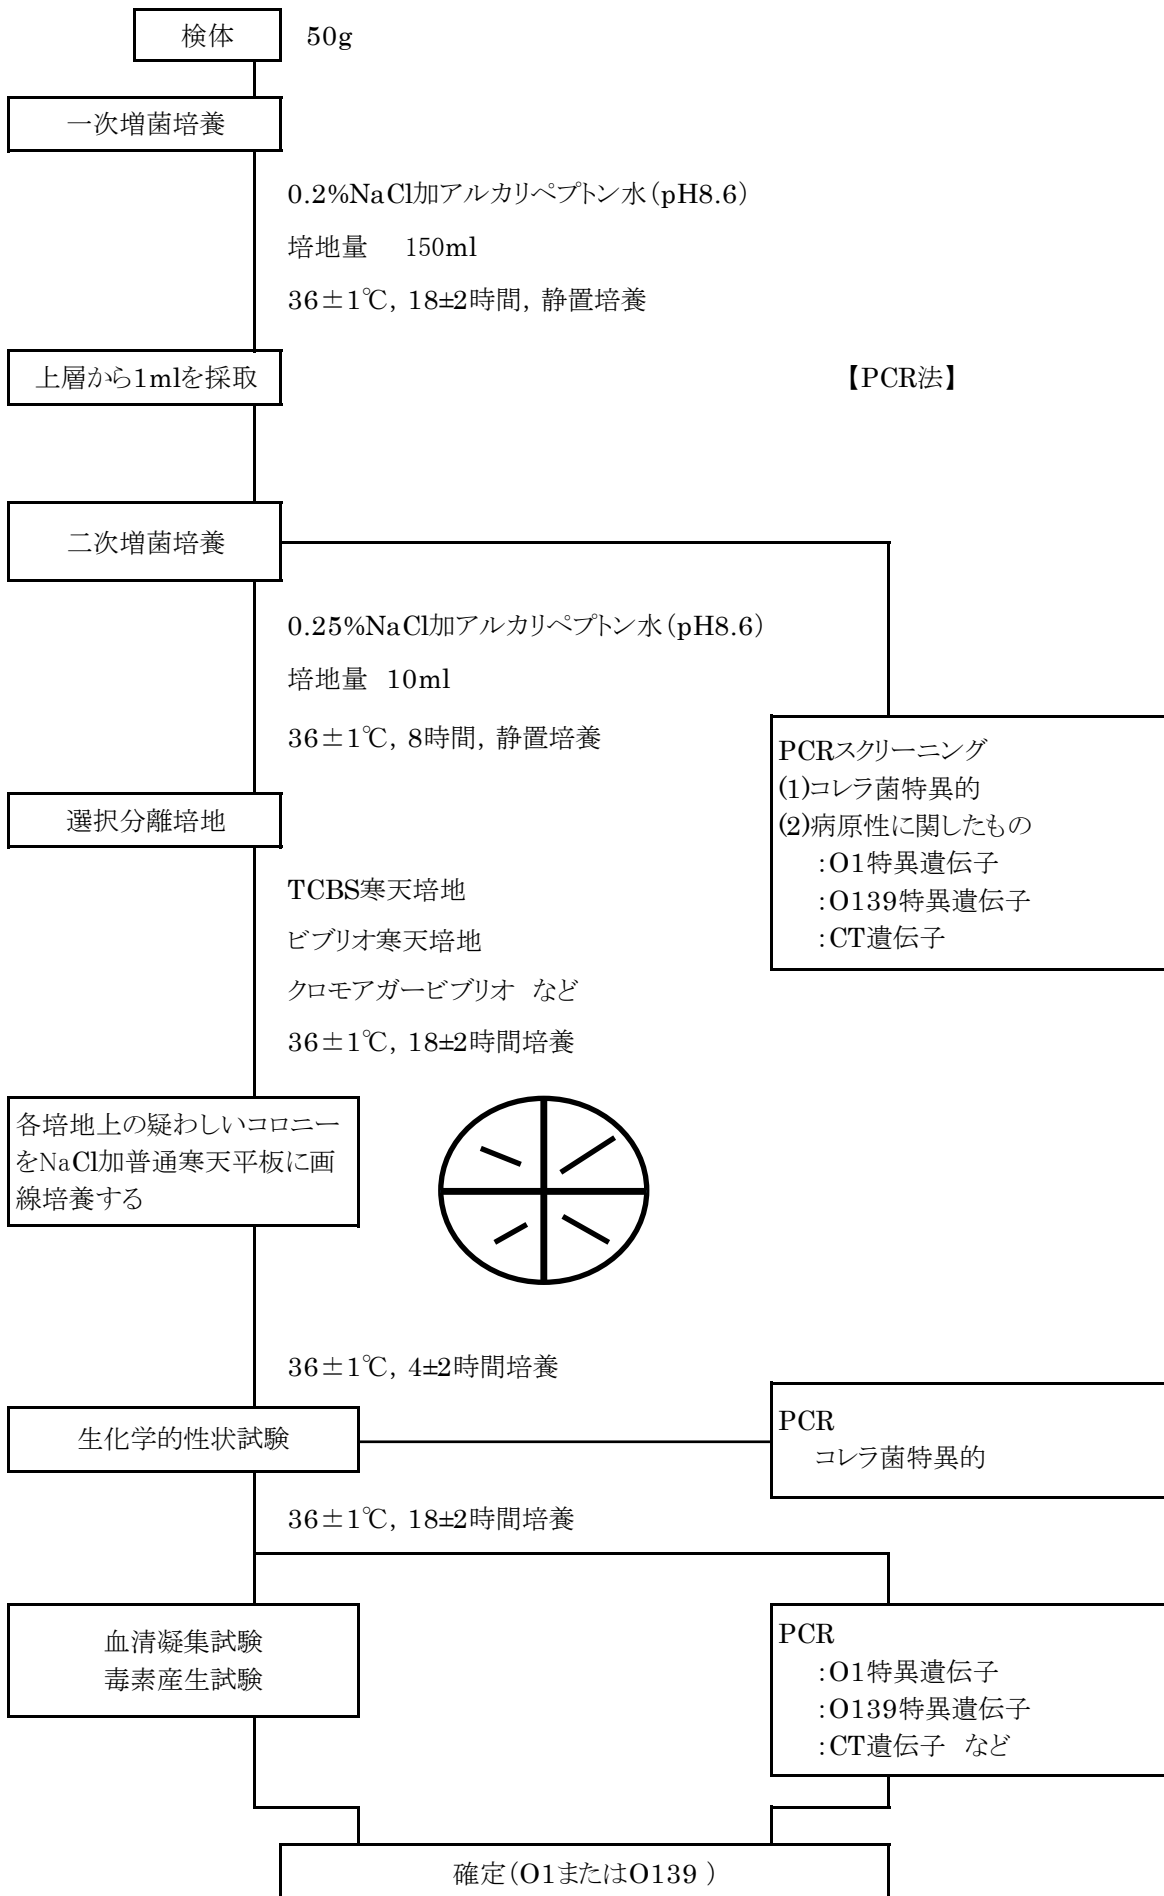 検体 50g
一次増菌培養
0.2%NaCl加アルカリペプトン水(pH8.6)
培地量 150ml
36±1℃, 18±2時間, 静置培養
上層から1mlを採取
【PCR法】
二次増菌培養
0.25%NaCl加アルカリペプトン水(pH8.6)
培地量 10ml
36±1℃, 8時間, 静置培養
PCRスクリーニング
(1)コレラ菌特異的
(2)病原性に関したもの
:O1特異遺伝子
:O139特異遺伝子
:CT遺伝子
選択分離培地
TCBS寒天培地
ビブリオ寒天培地
クロモアガービブリオ など
36±1℃, 18±2時間培養
各培地上の疑わしいコロニー
をNaCl加普通寒天平板に画
線培養する
36±1℃, 4±2時間培養
生化学的性状試験
PCR
コレラ菌特異的
36±1℃, 18±2時間培養
血清凝集試験
毒素産生試験
PCR
:O1特異遺伝子
:O139特異遺伝子
:CT遺伝子 など
確定(O1またはO139 )